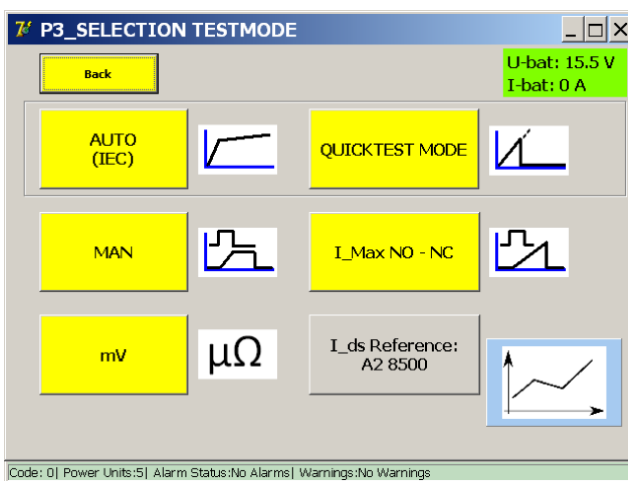 P3_SELECTION TESTMODE
Back
U-bat: 15.5 V
I-bat: 0 A
AUTO
(IEC)
QUICKTEST MODE
MAN
I_Max NO - NC
mV
μΩ
I_ds Reference:
A2 8500
Code: 0| Power Units:5| Alarm Status:No Alarms| Warnings:No Warnings